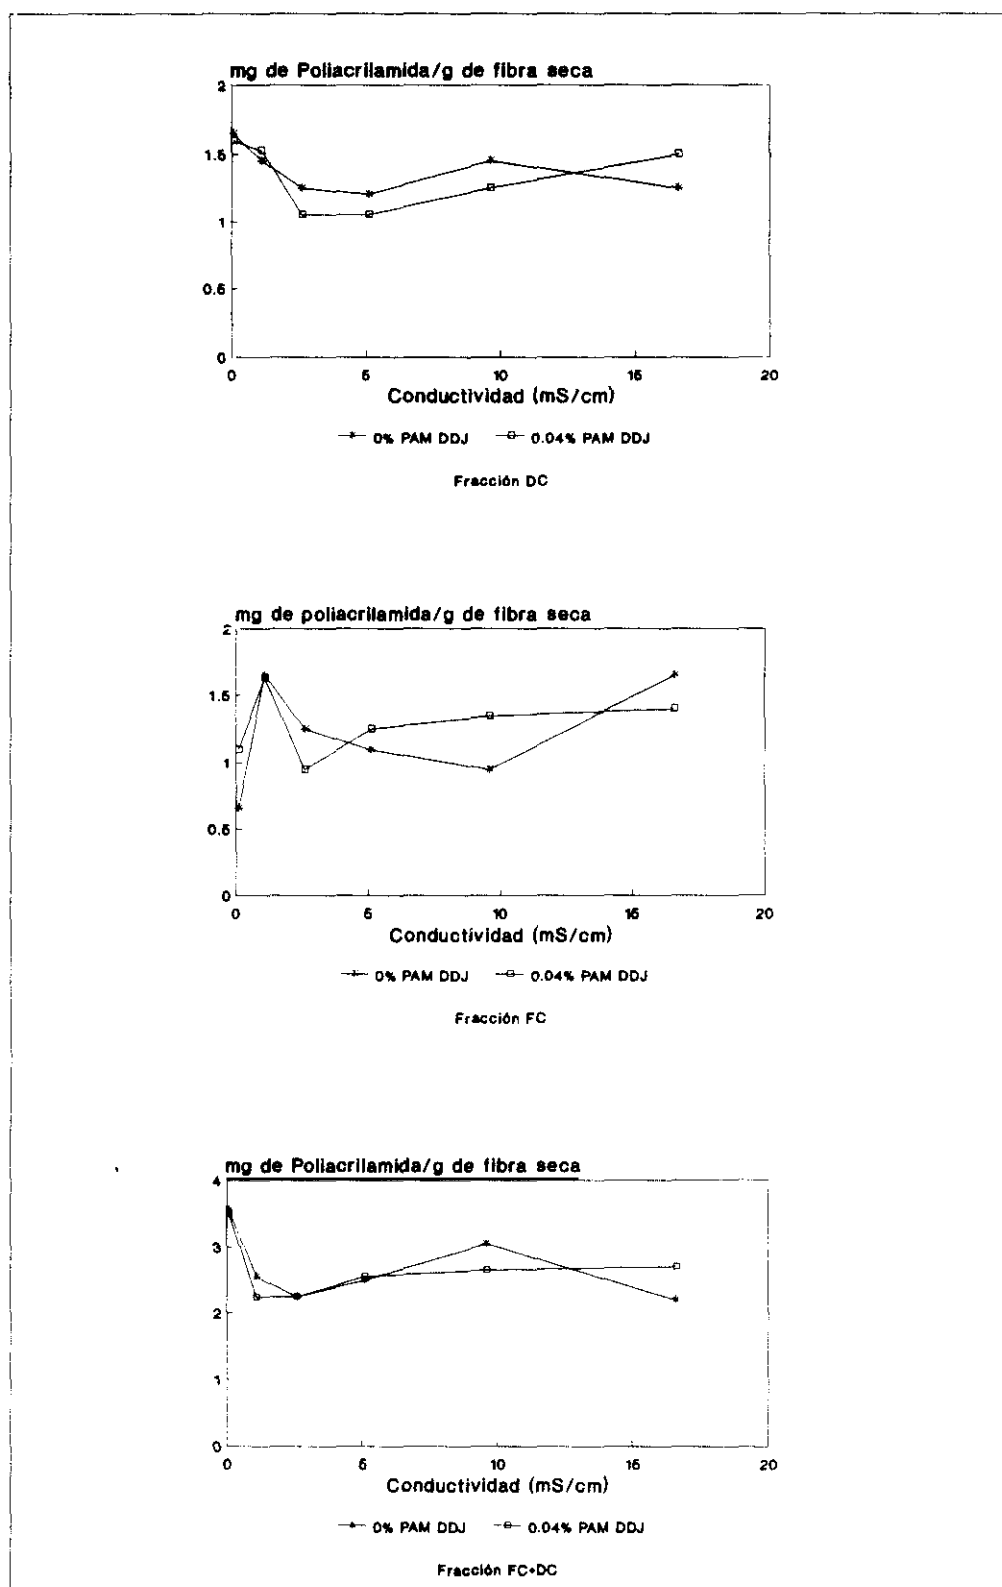 mg de Poliacrilamida/g de fibra seca
2
1.5
1
0.5
0
0 5 10 15 20
Conductividad (mS/cm)
0% PAM DDJ 0.04% PAM DDJ
Fracción DC
mg de poliacrilamida/g de fibra seca
2
1.5
1
0.5
0
0 5 10 15 20
Conductividad (mS/cm)
0% PAM DDJ 0.04% PAM DDJ
Fracción FC
mg de Poliacrilamida/g de fibra seca
4
3
2
1
0
0 5 10 15 20
Conductividad (mS/cm)
0% PAM DDJ 0.04% PAM DDJ
Fracción FC+DC